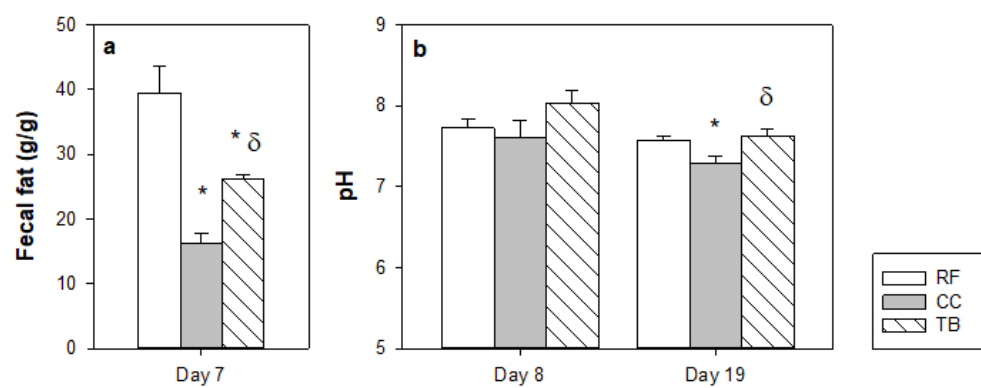 a
Fecal fat (g/g)
50
40
30
20
10
0
* δ
*
Day 7
b
pH
9
8
7
6
5
δ
*
Day 8
Day 19
RF
CC
TB